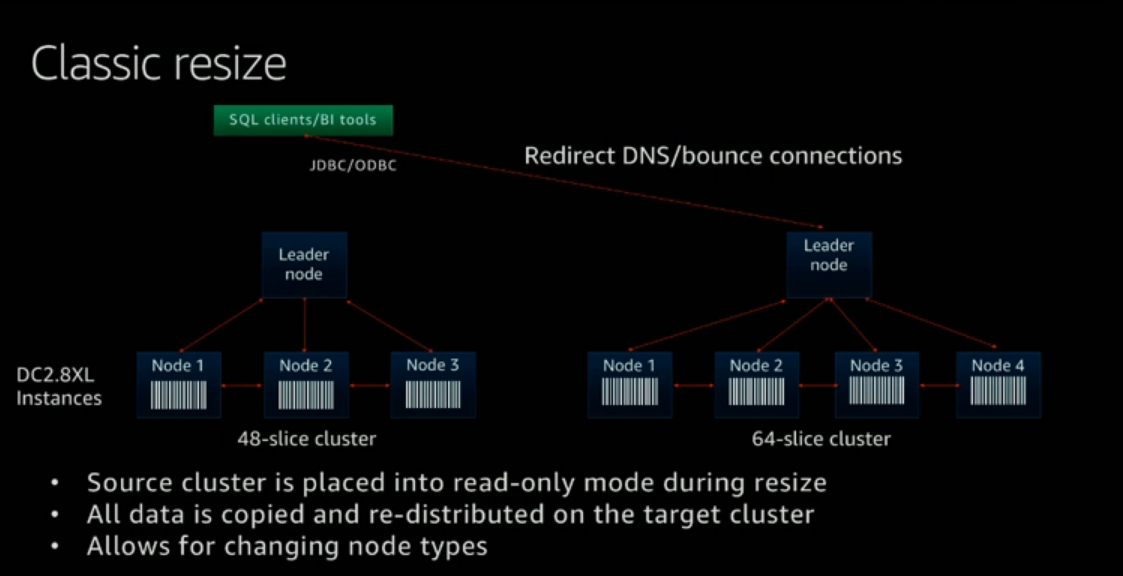 Classic resize
SQL clients/BI tools
JDBC/ODBC
Redirect DNS/bounce connections
Leader
node
Leader
node
DC2.8XL
Instances
Node 1
Node 2
Node 3
Node 1
Node 2
Node 3
Node 4
48-slice cluster
64-slice cluster
• Source cluster is placed into read-only mode during resize
• All data is copied and re-distributed on the target cluster
• Allows for changing node types